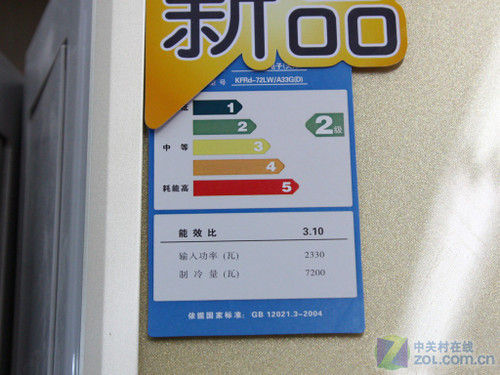 新品
KFRd-72LW/A33G(D)
号
1
2
2级
中 等
3
4
耗能高
5
能 效 比 3.10
输入功率 (瓦) 2330
制 冷 量 (瓦) 7200
依据国家标准: GB 12021.3-2004
中关村在线
ZOL.com.cn